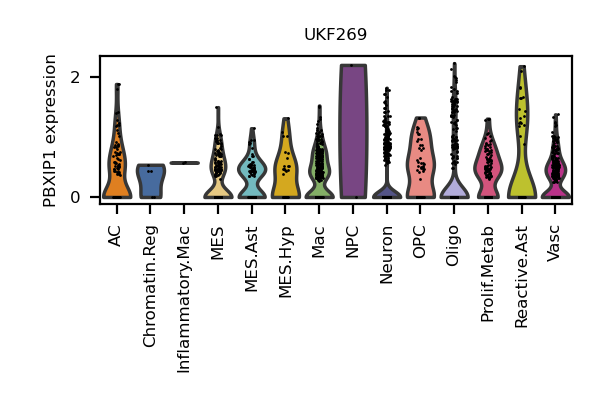 UKF269
PBXIP1 expression
2
0
AC
Chromatin.Reg
Inflammatory.Mac
MES
MES.Ast
MES.Hyp
Mac
NPC
Neuron
OPC
Oligo
Prolif.Metab
Reactive.Ast
Vasc